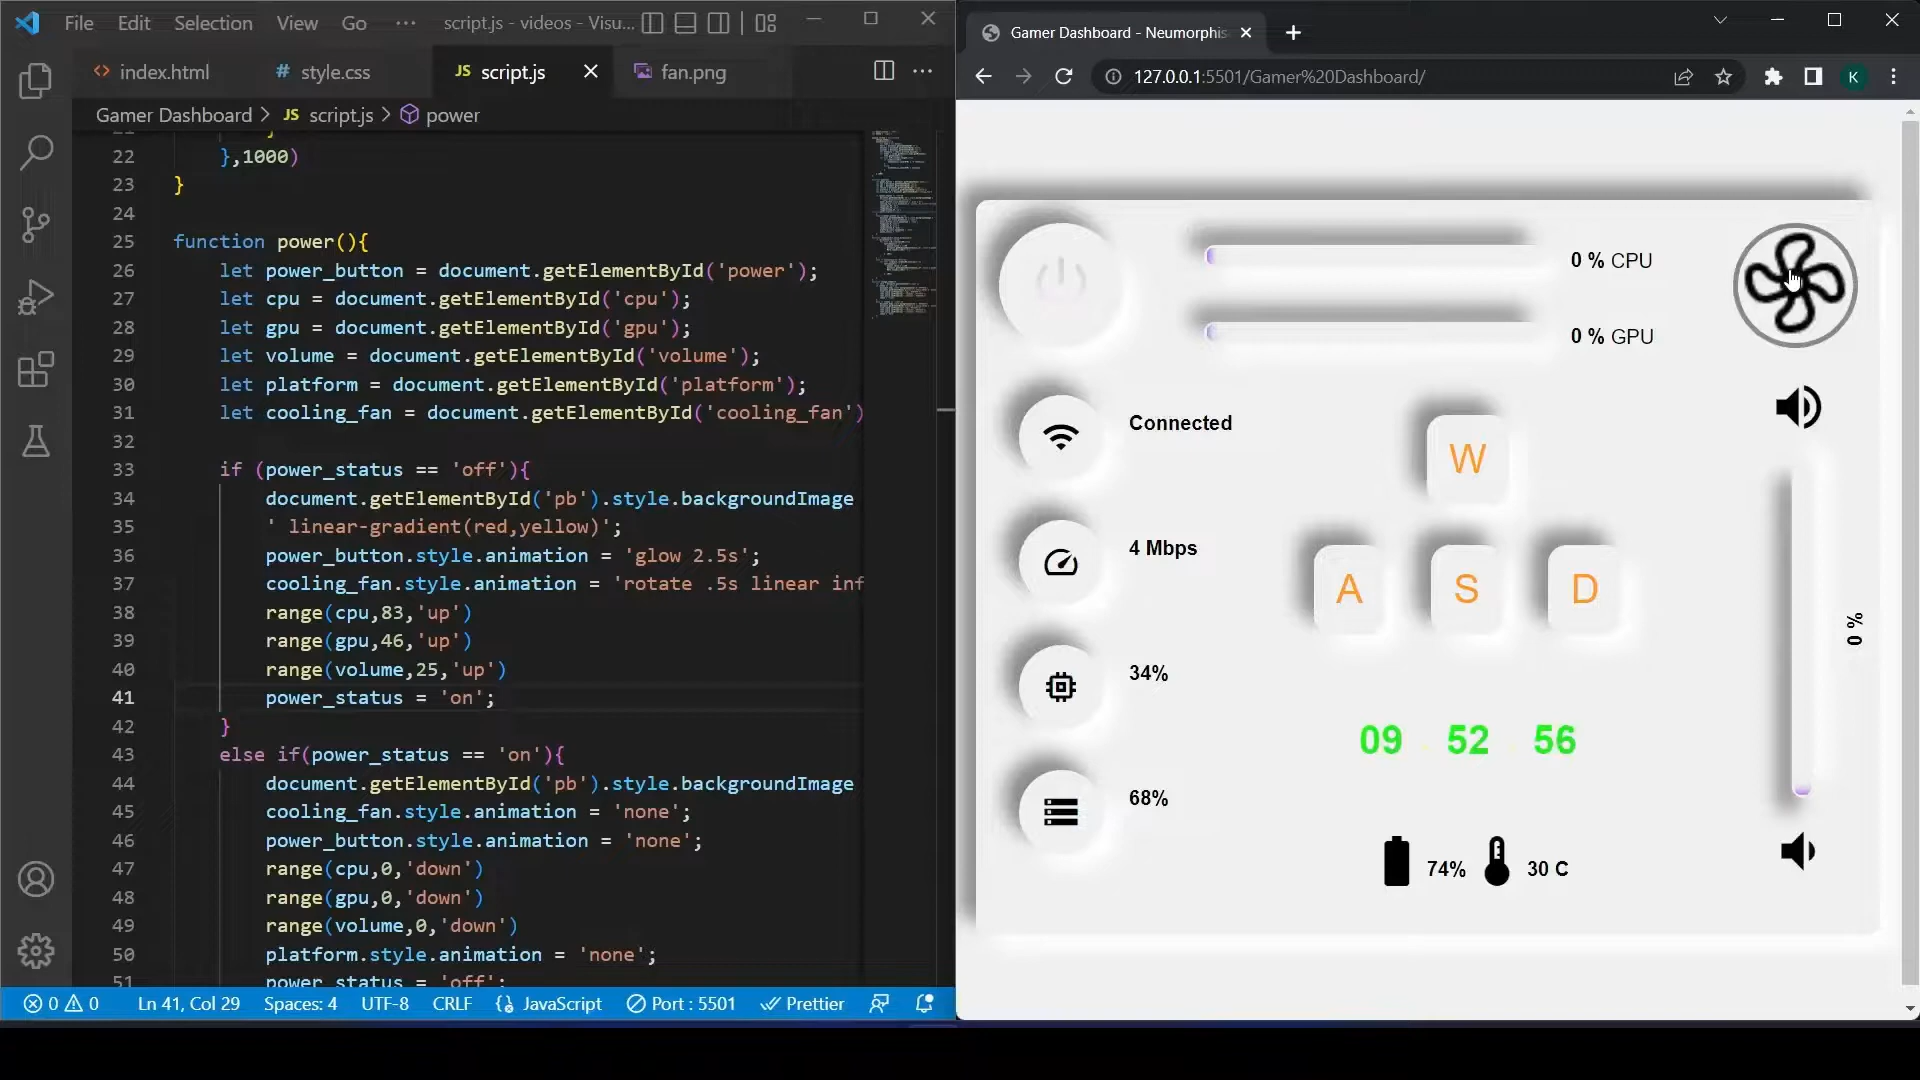 File Edit Selection View Go ··· script.js - videos - Visu...
index.html
# style.css
JS script.js
fan.png
Gamer Dashboard > JS script.js > power
22 },1000)
23 }
24
25 function power(){
26 let power_button = document.getElementById('power');
27 let cpu = document.getElementById('cpu');
28 let gpu = document.getElementById('gpu');
29 let volume = document.getElementById('volume');
30 let platform = document.getElementById('platform');
31 let cooling_fan = document.getElementById('cooling_fan')
32
33 if (power_status == 'off'){
34 document.getElementById('pb').style.backgroundImage
35 ' linear-gradient(red,yellow)';
36 power_button.style.animation = 'glow 2.5s';
37 cooling_fan.style.animation = 'rotate .5s linear inf
38 range(cpu,83,'up')
39 range(gpu,46,'up')
40 range(volume,25,'up')
41 power_status = 'on';
42 }
43 else if(power_status == 'on'){
44 document.getElementById('pb').style.backgroundImage
45 cooling_fan.style.animation = 'none';
46 power_button.style.animation = 'none';
47 range(cpu,0,'down')
48 range(gpu,0,'down')
49 range(volume,0,'down')
50 platform.style.animation = 'none';
51 power_status = 'off';
0 0 Ln 41, Col 29 Spaces: 4 UTF-8 CRLF {} JavaScript Port : 5501 Prettier
Gamer Dashboard - Neumorphis
127.0.0.1:5501/Gamer%20Dashboard/
K
0 % CPU
0 % GPU
Connected
W
4 Mbps
A S D
0 %
34%
09 52 56
68%
74% 30 C